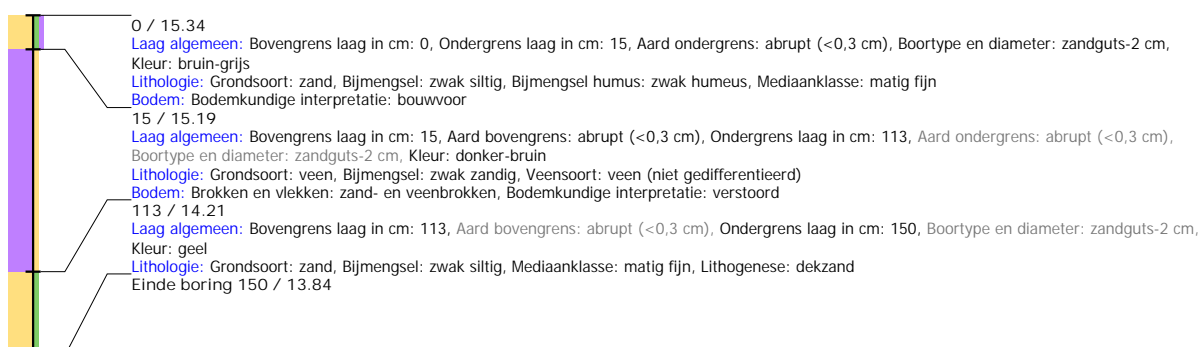 0 / 15.34
Laag algemeen: Bovengrens laag in cm: 0, Ondergrens laag in cm: 15, Aard ondergrens: abrupt (<0,3 cm), Boortype en diameter: zandguts-2 cm,
Kleur: bruin-grijs
Lithologie: Grondsoort: zand, Bijmengsel: zwak siltig, Bijmengsel humus: zwak humeus, Mediaanklasse: matig fijn
Bodem: Bodemkundige interpretatie: bouwvoor
15 / 15.19
Laag algemeen: Bovengrens laag in cm: 15, Aard bovengrens: abrupt (<0,3 cm), Ondergrens laag in cm: 113, Aard ondergrens: abrupt (<0,3 cm),
Boortype en diameter: zandguts-2 cm, Kleur: donker-bruin
Lithologie: Grondsoort: veen, Bijmengsel: zwak zandig, Veensoort: veen (niet gedifferentieerd)
Bodem: Brokken en vlekken: zand- en veenbrokken, Bodemkundige interpretatie: verstoord
113 / 14.21
Laag algemeen: Bovengrens laag in cm: 113, Aard bovengrens: abrupt (<0,3 cm), Ondergrens laag in cm: 150, Boortype en diameter: zandguts-2 cm,
Kleur: geel
Lithologie: Grondsoort: zand, Bijmengsel: zwak siltig, Mediaanklasse: matig fijn, Lithogenese: dekzand
Einde boring 150 / 13.84